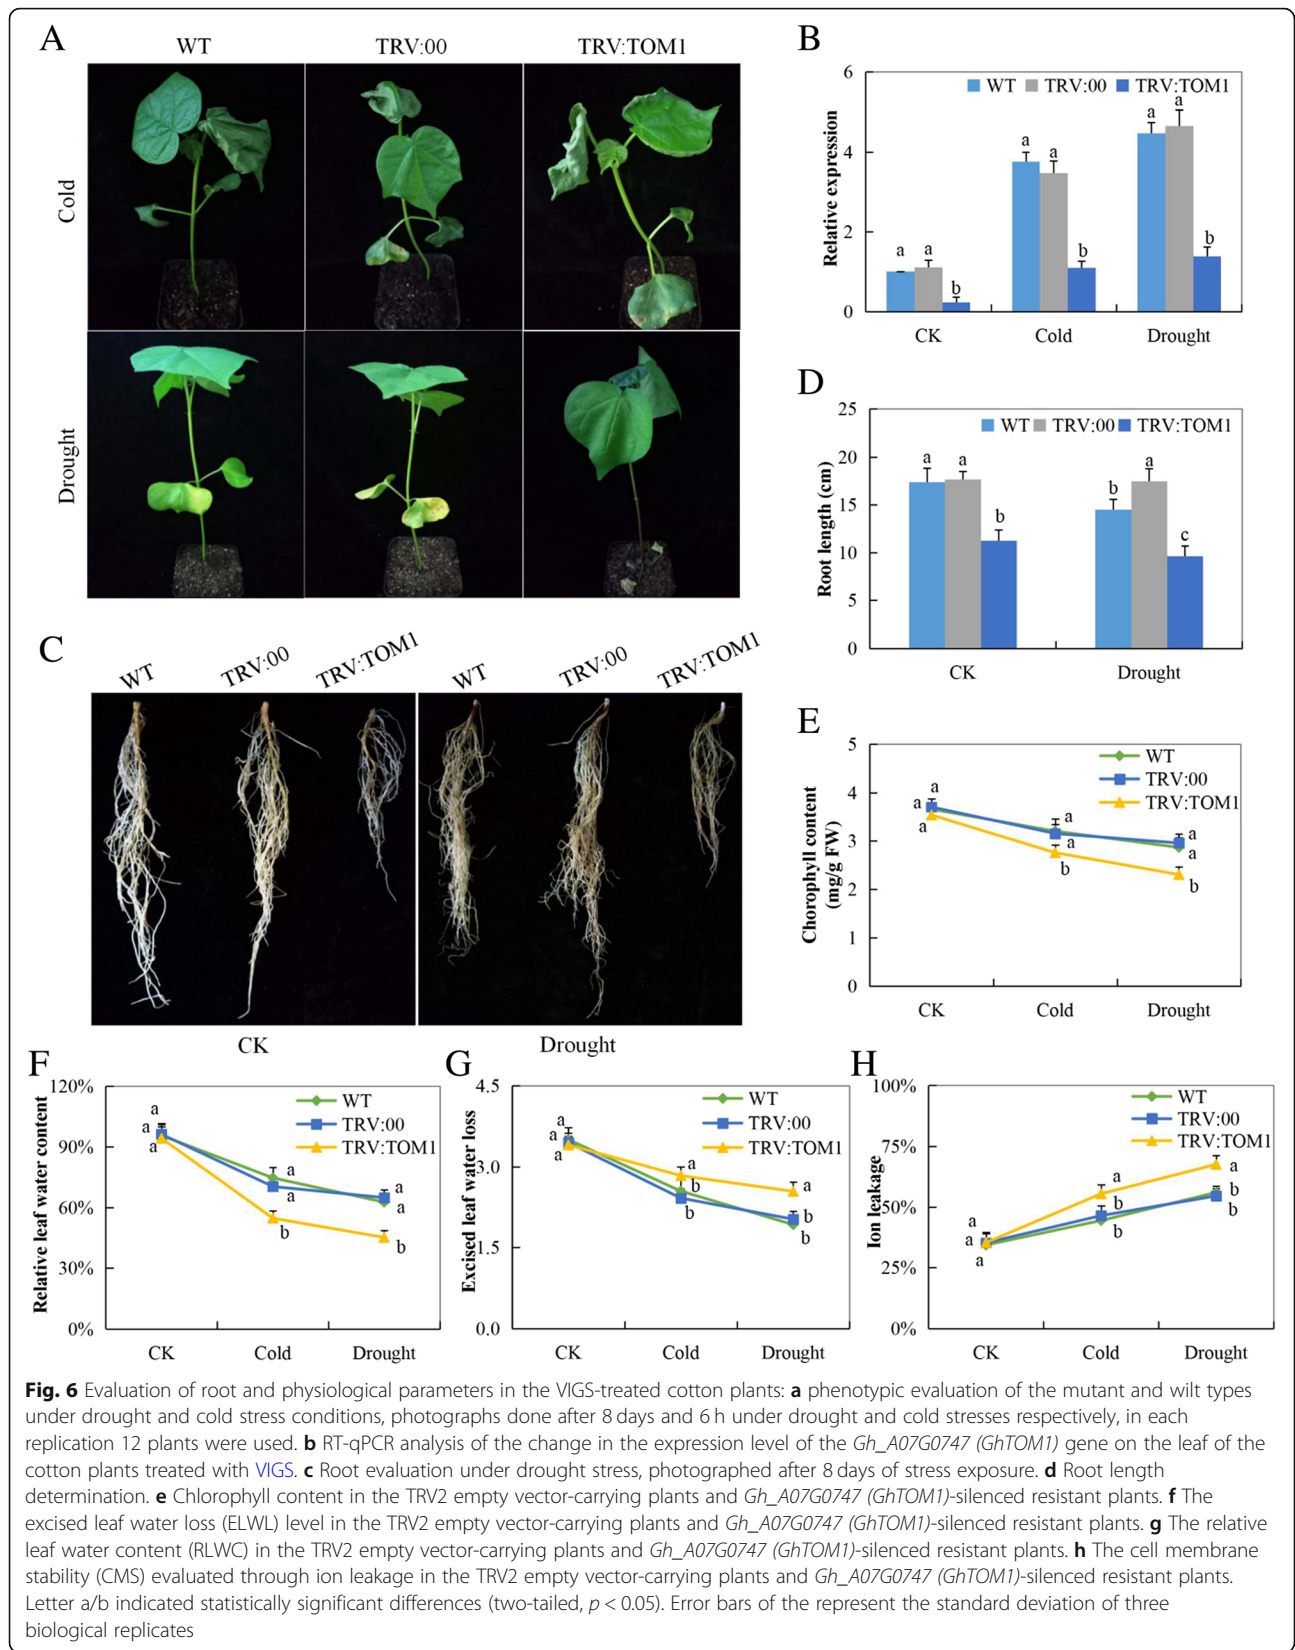 A
WT
TRV:00
TRV:TOM1
Cold
Drought
B
6
4
2
0
Relative expression
WT
TRV:00
TRV:TOM1
a
a
b
a
a
b
a
a
b
CK
Cold
Drought
C
WT
TRV:00
TRV:TOM1
WT
TRV:00
TRV:TOM1
CK
Drought
D
25
20
15
10
5
0
Root length (cm)
WT
TRV:00
TRV:TOM1
a
a
b
b
a
c
CK
Drought
E
5
4
3
2
1
0
Chorophyll content
(mg/g FW)
WT
TRV:00
TRV:TOM1
a
a
a
a
a
b
a
a
b
CK
Cold
Drought
F
120%
90%
60%
30%
0%
Relative leaf water content
WT
TRV:00
TRV:TOM1
a
a
a
a
a
b
a
a
b
CK
Cold
Drought
G
4.5
3.0
1.5
0.0
Excised leaf water loss
WT
TRV:00
TRV:TOM1
a
a
a
a
b
b
a
b
b
CK
Cold
Drought
H
100%
75%
50%
25%
0%
Ion leakage
WT
TRV:00
TRV:TOM1
a
a
a
a
b
b
a
b
b
CK
Cold
Drought
Fig. 6 Evaluation of root and physiological parameters in the VIGS-treated cotton plants: a phenotypic evaluation of the mutant and wilt types
under drought and cold stress conditions, photographs done after 8 days and 6 h under drought and cold stresses respectively, in each
replication 12 plants were used. b RT-qPCR analysis of the change in the expression level of the Gh_A07G0747 (GhTOM1) gene on the leaf of the
cotton plants treated with VIGS. c Root evaluation under drought stress, photographed after 8 days of stress exposure. d Root length
determination. e Chlorophyll content in the TRV2 empty vector-carrying plants and Gh_A07G0747 (GhTOM1)-silenced resistant plants. f The
excised leaf water loss (ELWL) level in the TRV2 empty vector-carrying plants and Gh_A07G0747 (GhTOM1)-silenced resistant plants. g The relative
leaf water content (RLWC) in the TRV2 empty vector-carrying plants and Gh_A07G0747 (GhTOM1)-silenced resistant plants. h The cell membrane
stability (CMS) evaluated through ion leakage in the TRV2 empty vector-carrying plants and Gh_A07G0747 (GhTOM1)-silenced resistant plants.
Letter a/b indicated statistically significant differences (two-tailed, p < 0.05). Error bars of the represent the standard deviation of three
biological replicates